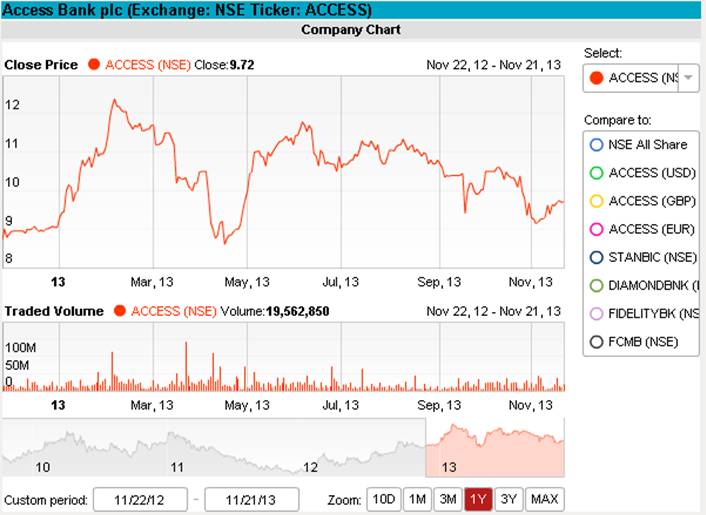 Access Bank plc (Exchange: NSE Ticker: ACCESS)
Company Chart
Close Price ACCESS (NSE) Close:9.72 Nov 22, 12 - Nov 21, 13
12
11
10
9
8
13 Mar, 13 May, 13 Jul, 13 Sep, 13 Nov, 13
Traded Volume ACCESS (NSE) Volume:19,562,850 Nov 22, 12 - Nov 21, 13
100M
50M
0
13 Mar, 13 May, 13 Jul, 13 Sep, 13 Nov, 13
10 11 12 13
Custom period: 11/22/12 - 11/21/13 Zoom: 10D 1M 3M 1Y 3Y MAX
Select:
ACCESS (NS
Compare to:
NSE All Share
ACCESS (USD)
ACCESS (GBP)
ACCESS (EUR)
STANBIC (NSE)
DIAMONDBNK (
FIDELITYBK (NS
FCMB (NSE)